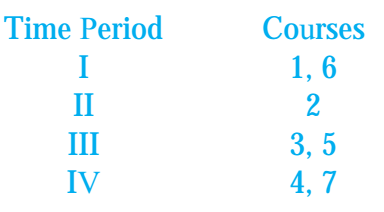 Time Period Courses
I 1, 6
II 2
III 3, 5
IV 4, 7